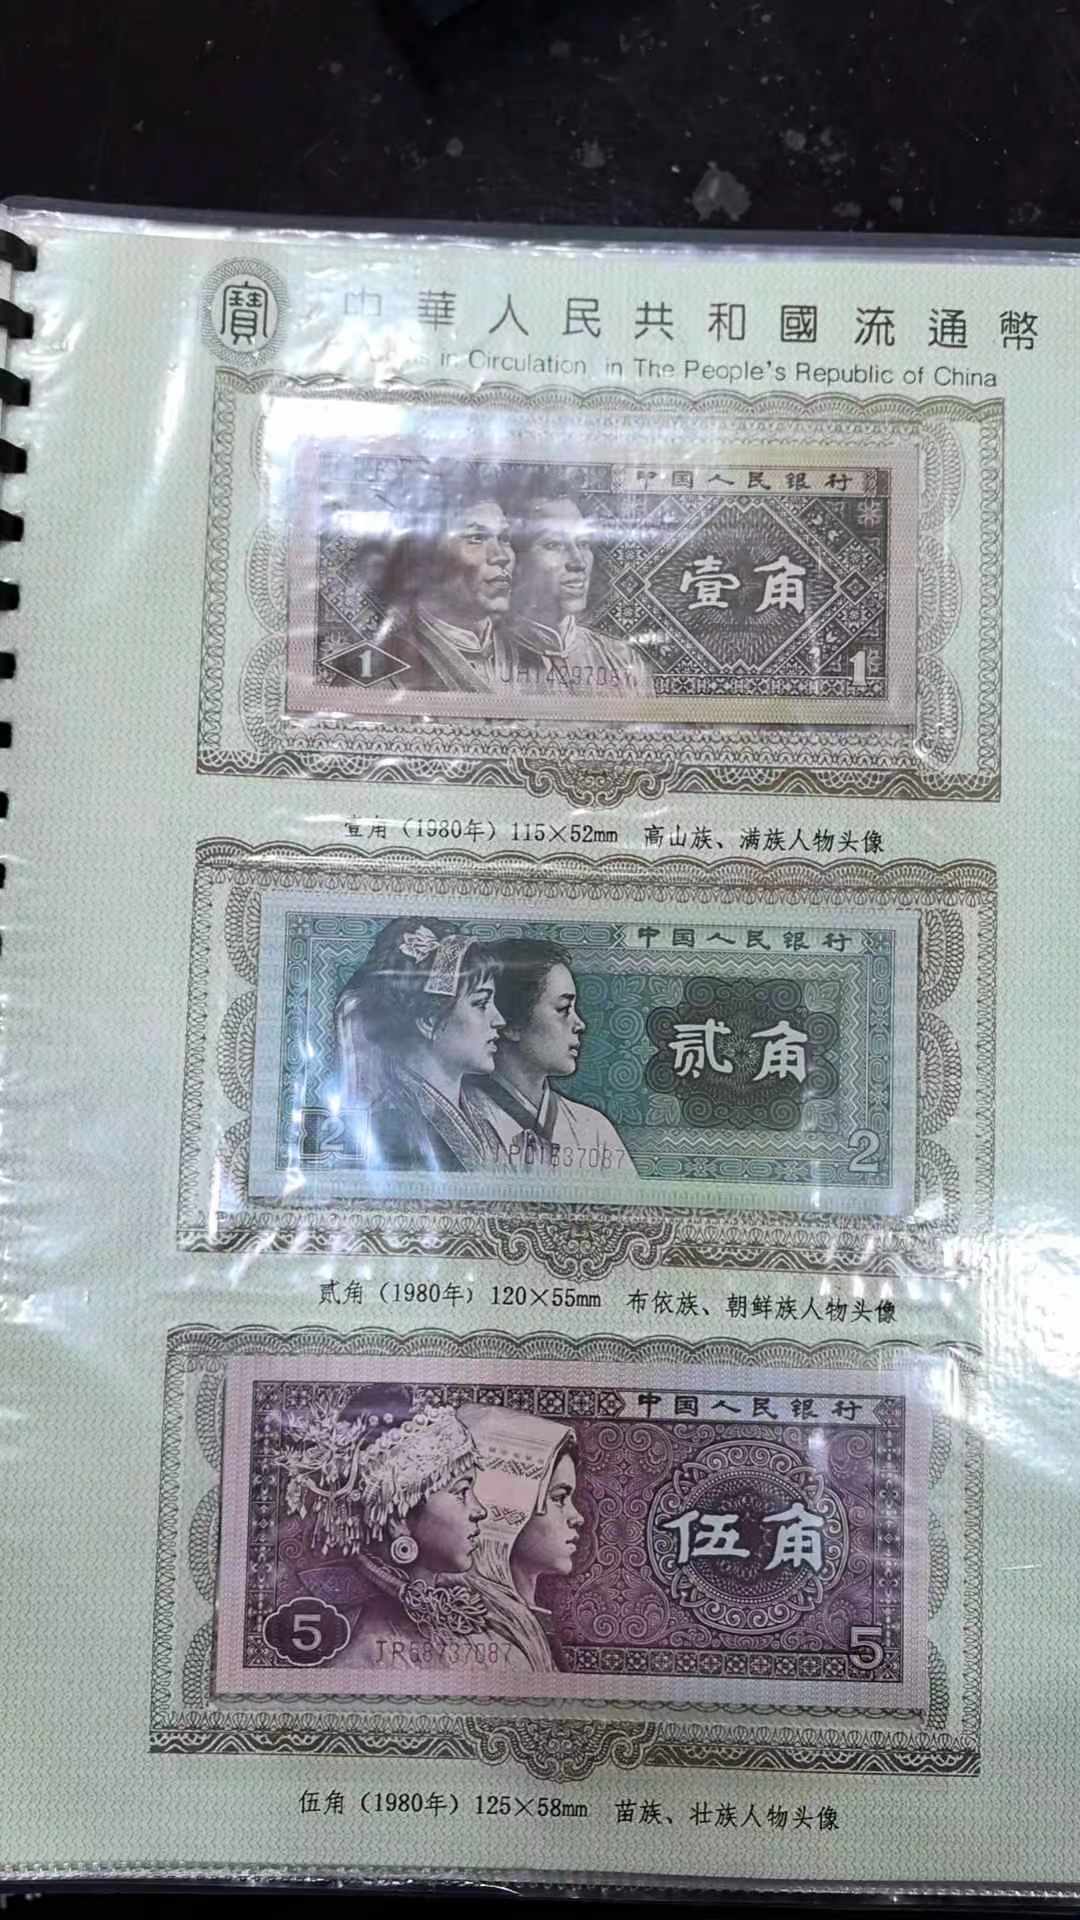 寶
中華人民共和國流通幣
in Circulation in The People's Republic of China
中国人民银行
壹角
1
1
壹角（1980年）115×52mm 高山族、满族人物头像
中国人民银行
贰角
2
2
贰角（1980年）120×55mm 布依族、朝鲜族人物头像
中国人民银行
伍角
5
JR68737087
5
伍角（1980年）125×58mm 苗族、壮族人物头像